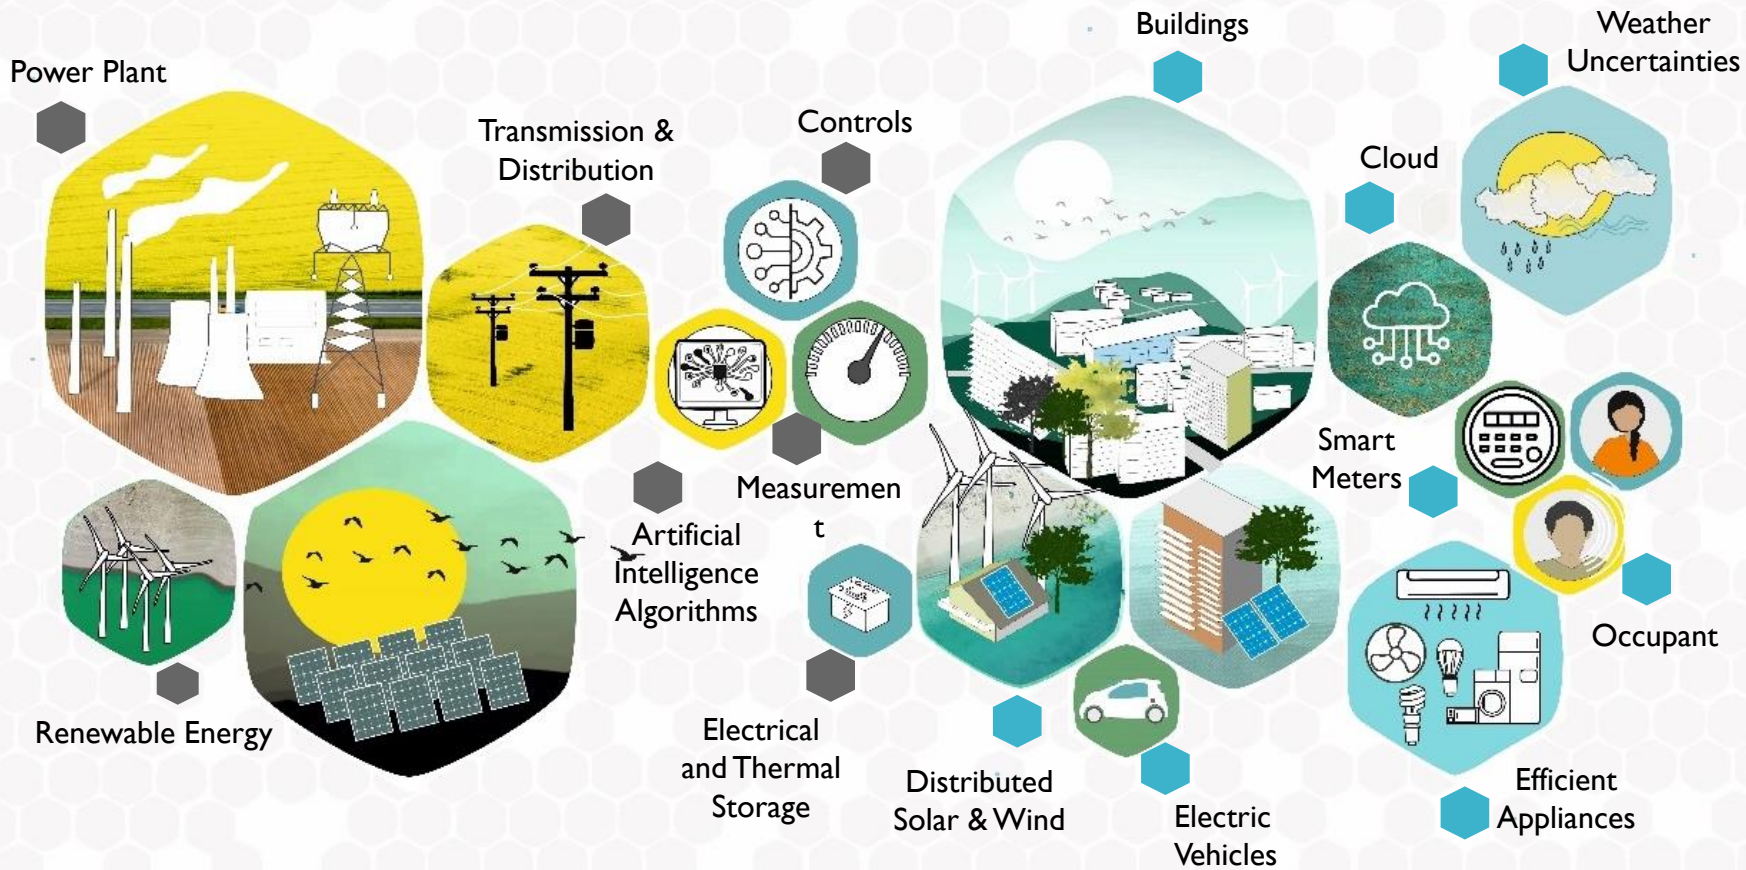 Power Plant
Transmission &
Distribution
Controls
Buildings
Weather
Uncertainties
Cloud
Smart
Meters
Measuremen
t
Artificial
Intelligence
Algorithms
Occupant
Renewable Energy
Electrical
and Thermal
Storage
Distributed
Solar & Wind
Electric
Vehicles
Efficient
Appliances